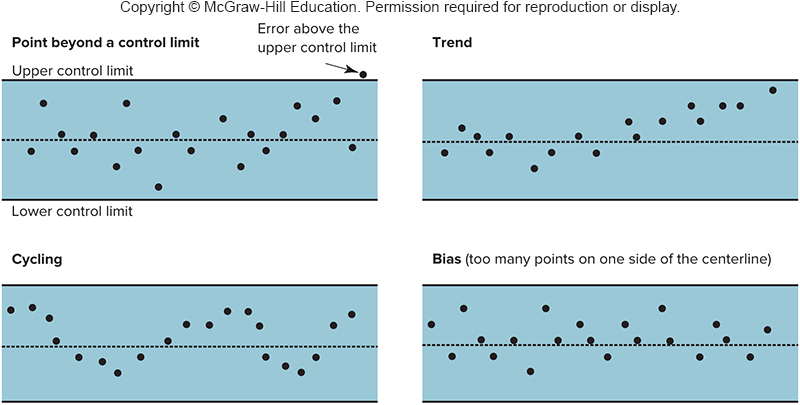 Copyright © McGraw-Hill Education. Permission required for reproduction or display.
Point beyond a control limit
Error above the
upper control limit
Upper control limit
Lower control limit
Trend
Cycling
Bias (too many points on one side of the centerline)